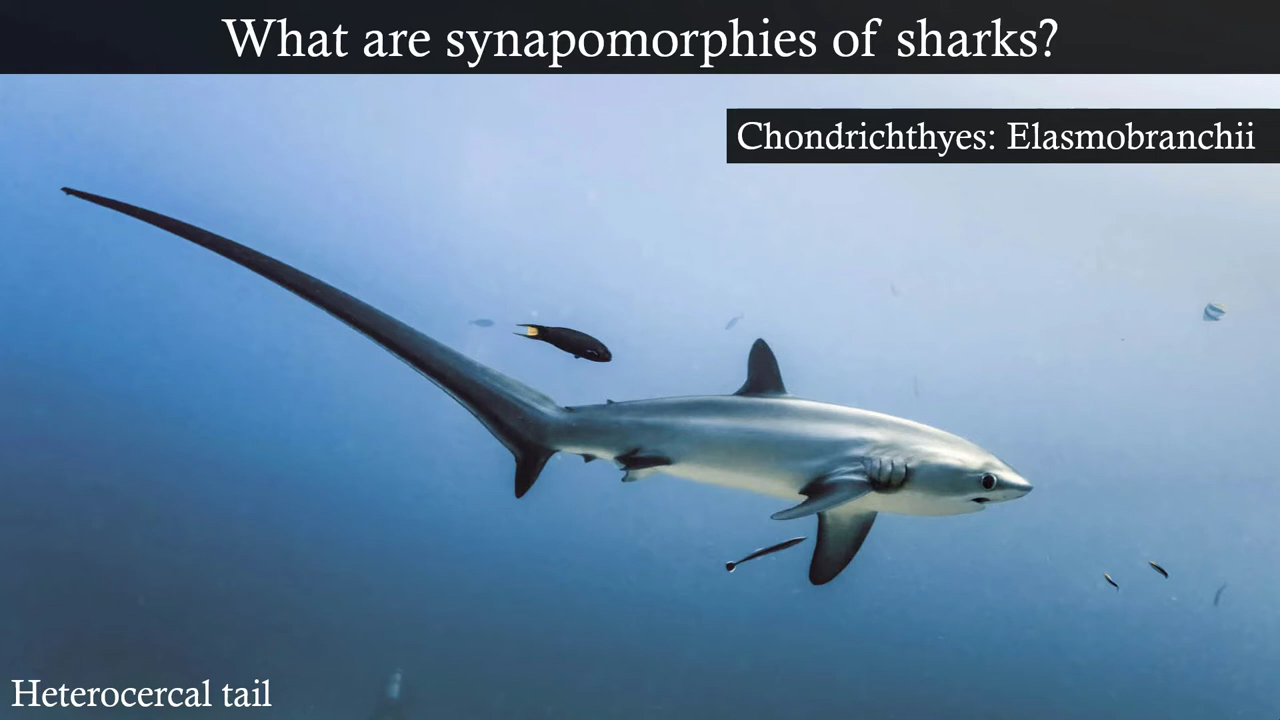 What are synapomorphies of sharks?
Chondrichthyes: Elasmobranchii
Heterocercal tail